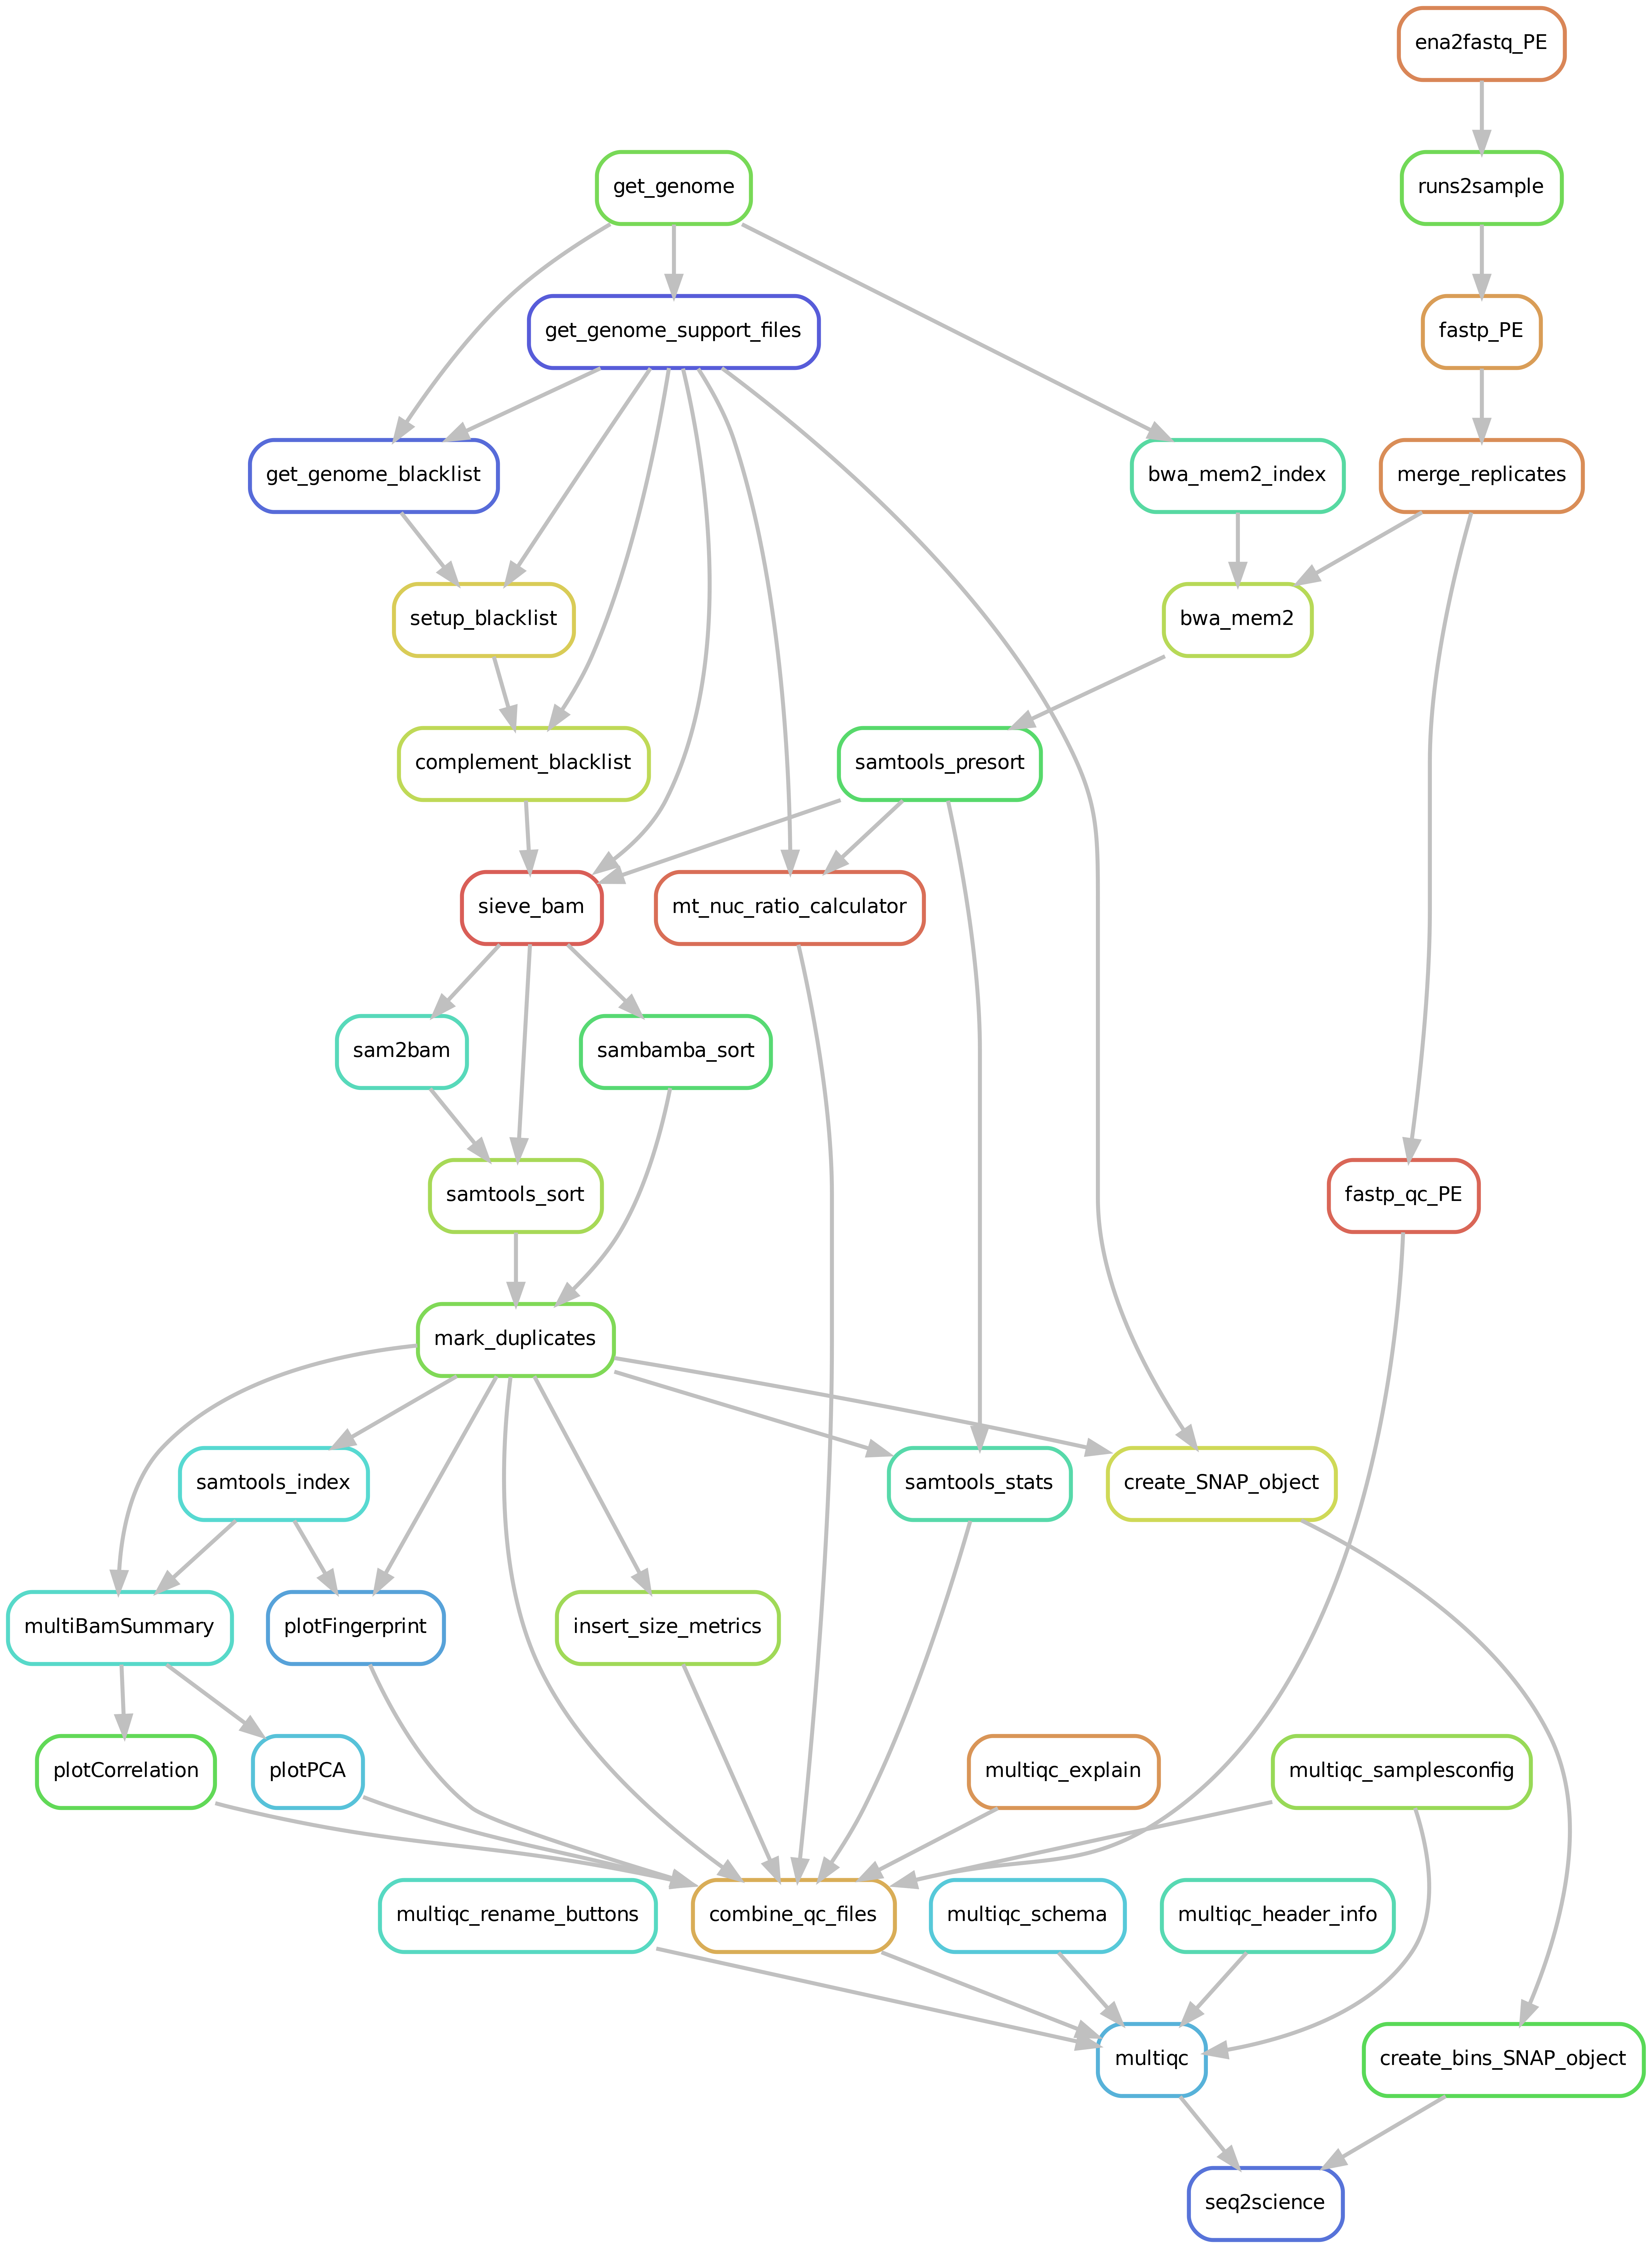 ena2fastq_PE
get_genome
runs2sample
get_genome_support_files
fastp_PE
get_genome_blacklist
bwa_mem2_index
merge_replicates
setup_blacklist
bwa_mem2
complement_blacklist
samtools_presort
sieve_bam
mt_nuc_ratio_calculator
sam2bam
sambamba_sort
samtools_sort
fastp_qc_PE
mark_duplicates
samtools_index
samtools_stats
create_SNAP_object
multiBamSummary
plotFingerprint
insert_size_metrics
plotCorrelation
plotPCA
multiqc_explain
multiqc_samplesconfig
multiqc_rename_buttons
combine_qc_files
multiqc_schema
multiqc_header_info
multiqc
create_bins_SNAP_object
seq2science